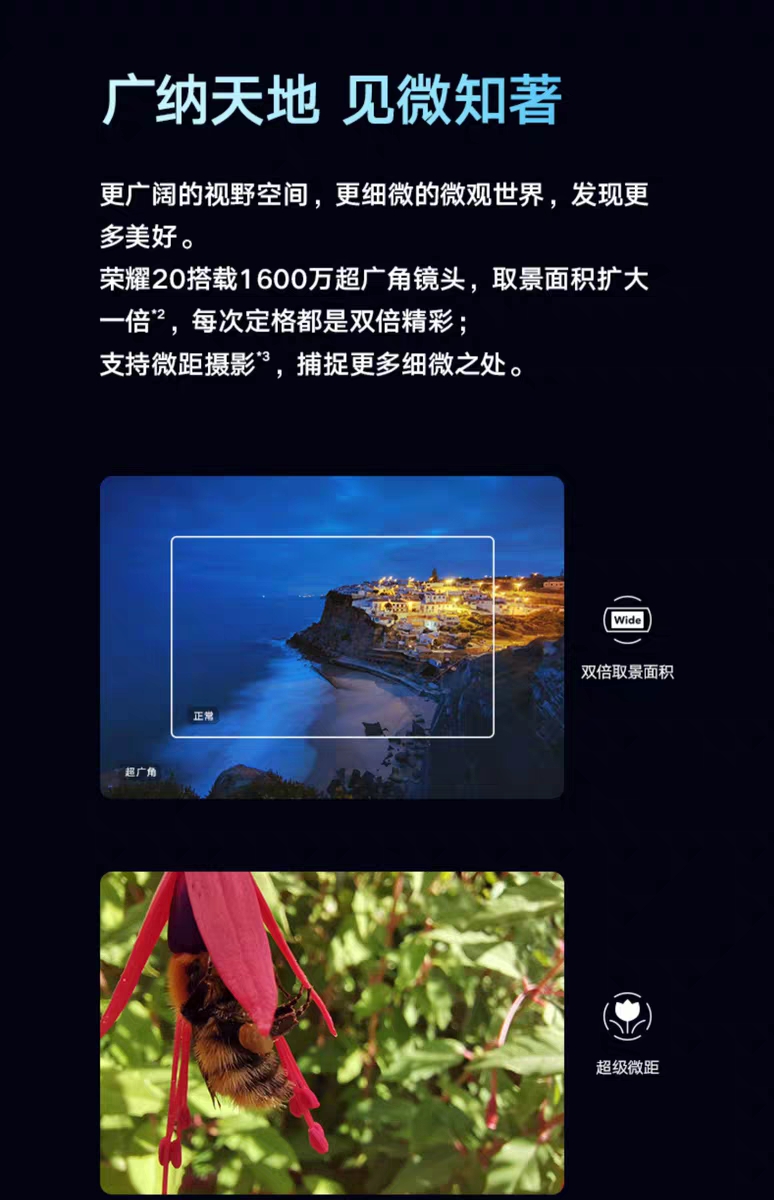 广纳天地 见微知著
更广阔的视野空间，更细微的微观世界，发现更
多美好。
荣耀20搭载1600万超广角镜头，取景面积扩大
一倍*2，每次定格都是双倍精彩；
支持微距摄影*3，捕捉更多细微之处。
Wide
双倍取景面积
正常
超广角
超级微距